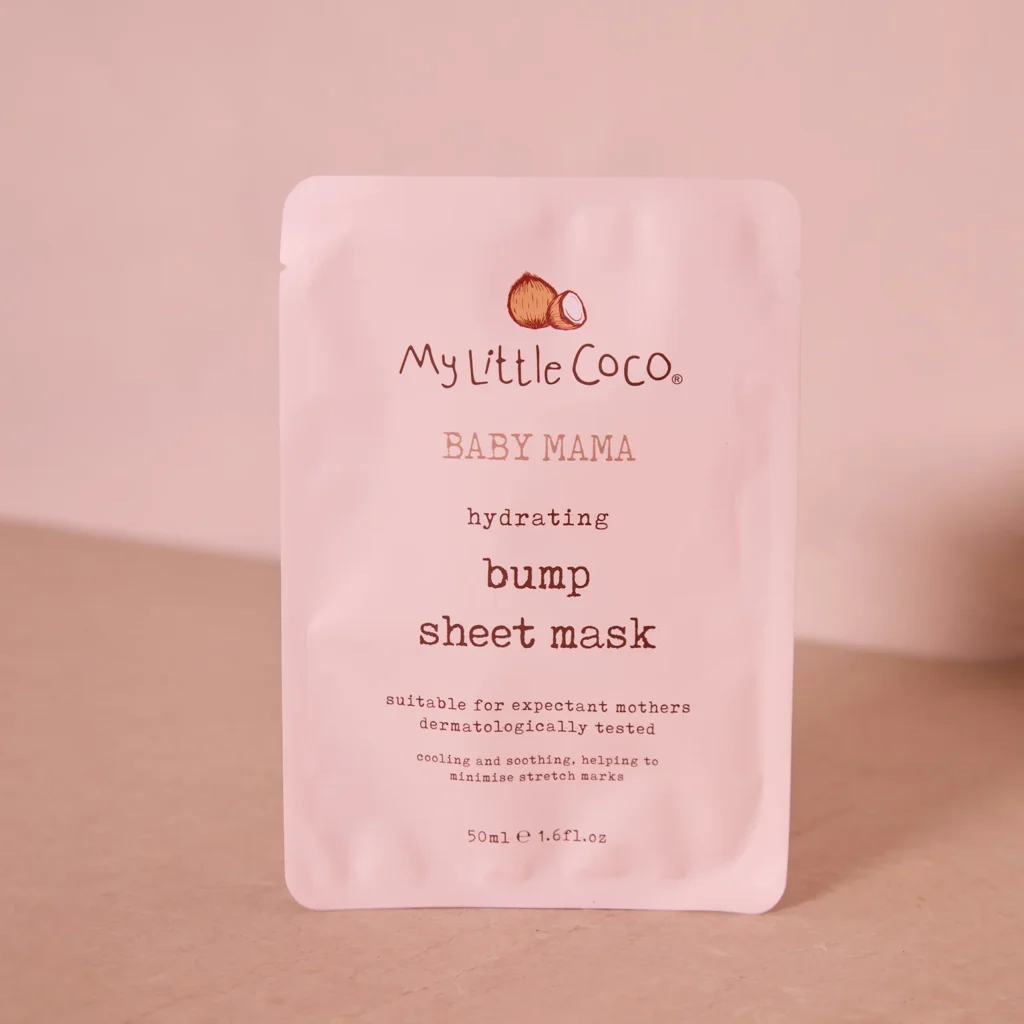 My Little Coco®
BABY MAMA
hydrating
bump
sheet mask
suitable for expectant mothers
dermatologically tested
cooling and soothing, helping to
minimise stretch marks
50ml ℮ 1.6fl.oz